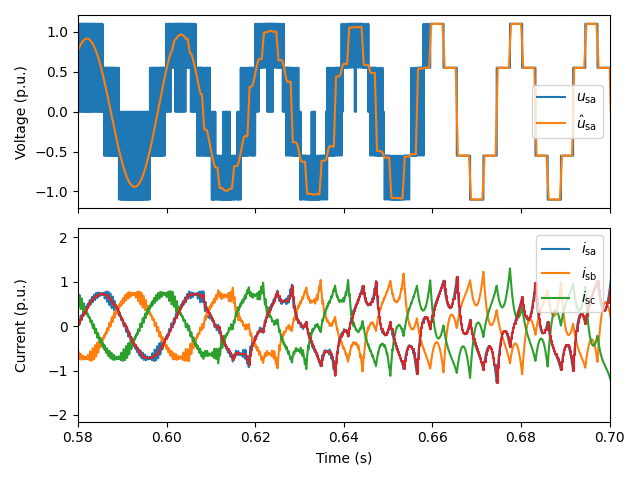 1.0
0.5
0.0
−0.5
−1.0
Voltage (p.u.)
u_sa
û_sa
2
1
0
−1
−2
Current (p.u.)
i_sa
i_sb
i_sc
0.58 0.60 0.62 0.64 0.66 0.68 0.70
Time (s)